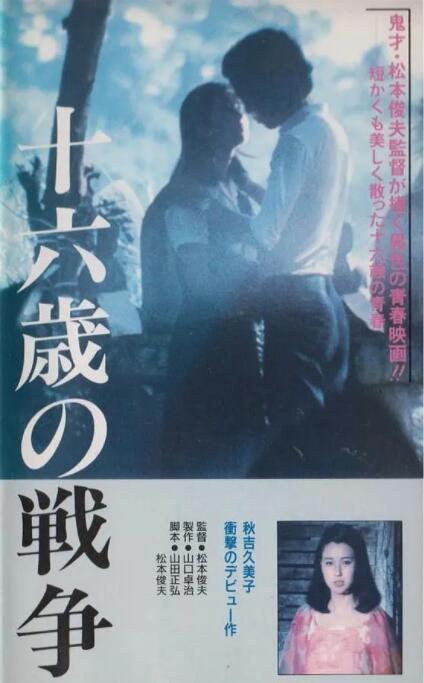 鬼才・松本俊夫監督が描く異色の青春映画!!
短かくも美しく散った十六歳の青春
十六歳の戦争
秋吉久美子
衝撃のデビュー作
監督●松本俊夫
製作●山口卓治
脚本●山田正弘
松本俊夫